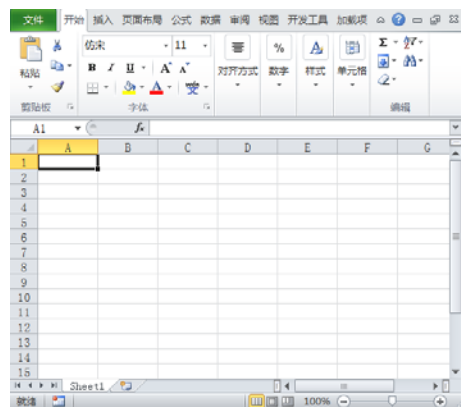 文件 开始 插入 页面布局 公式 数据 审阅 视图 开发工具 加载项
仿宋 11 Σ
B I U A A %  A
粘贴 对齐方式 数字 样式 单元格
剪贴板 字体 编辑
A1 fx
A B C D E F G
1
2
3
4
5
6
7
8
9
10
11
12
13
14
15
Sheet1
就绪 100%